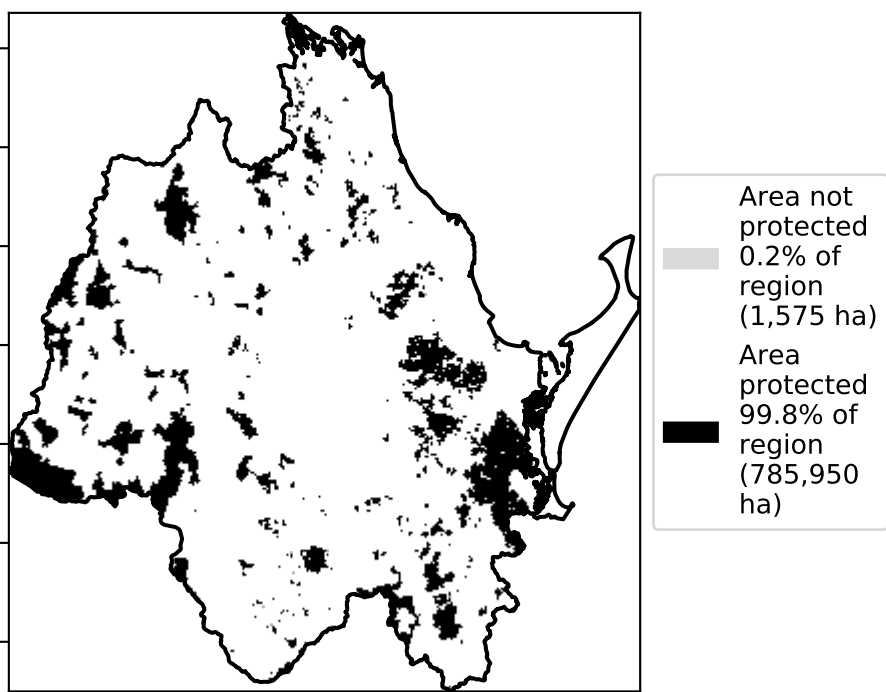 Area not
protected
0.2% of
region
(1,575 ha)
Area
protected
99.8% of
region
(785,950
ha)